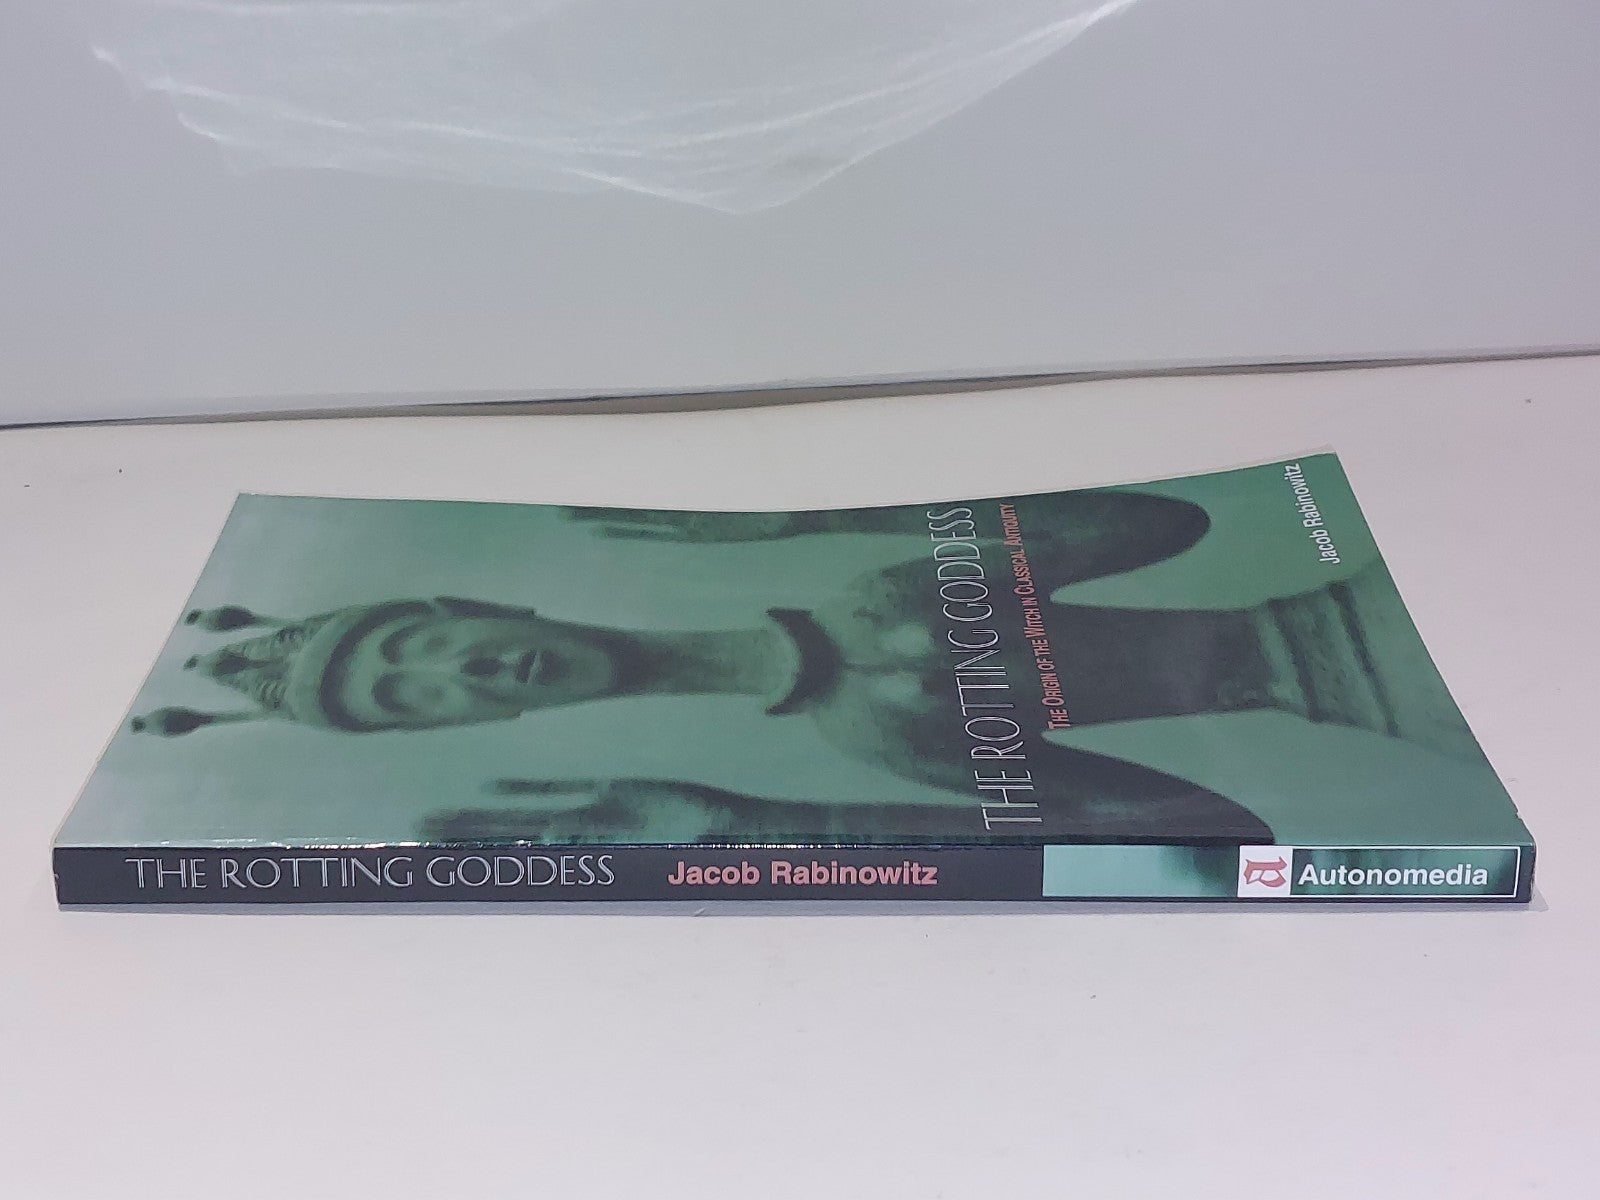 THE ROTTING GODDESS
THE ORIGIN OF THE WITCH IN CLASSICAL ANTIQUITY
Jacob Rabinowitz
THE ROTTING GODDESS Jacob Rabinowitz Autonomedia